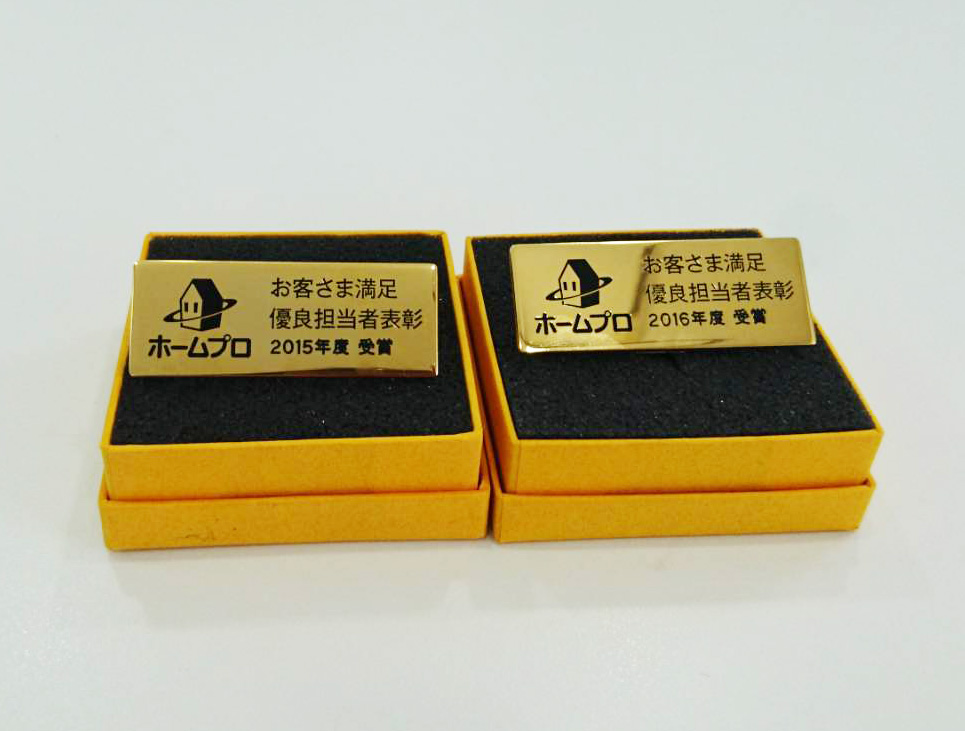 お客さま満足
優良担当者表彰
2015年度 受賞
ホームプロ
お客さま満足
優良担当者表彰
2016年度 受賞
ホームプロ